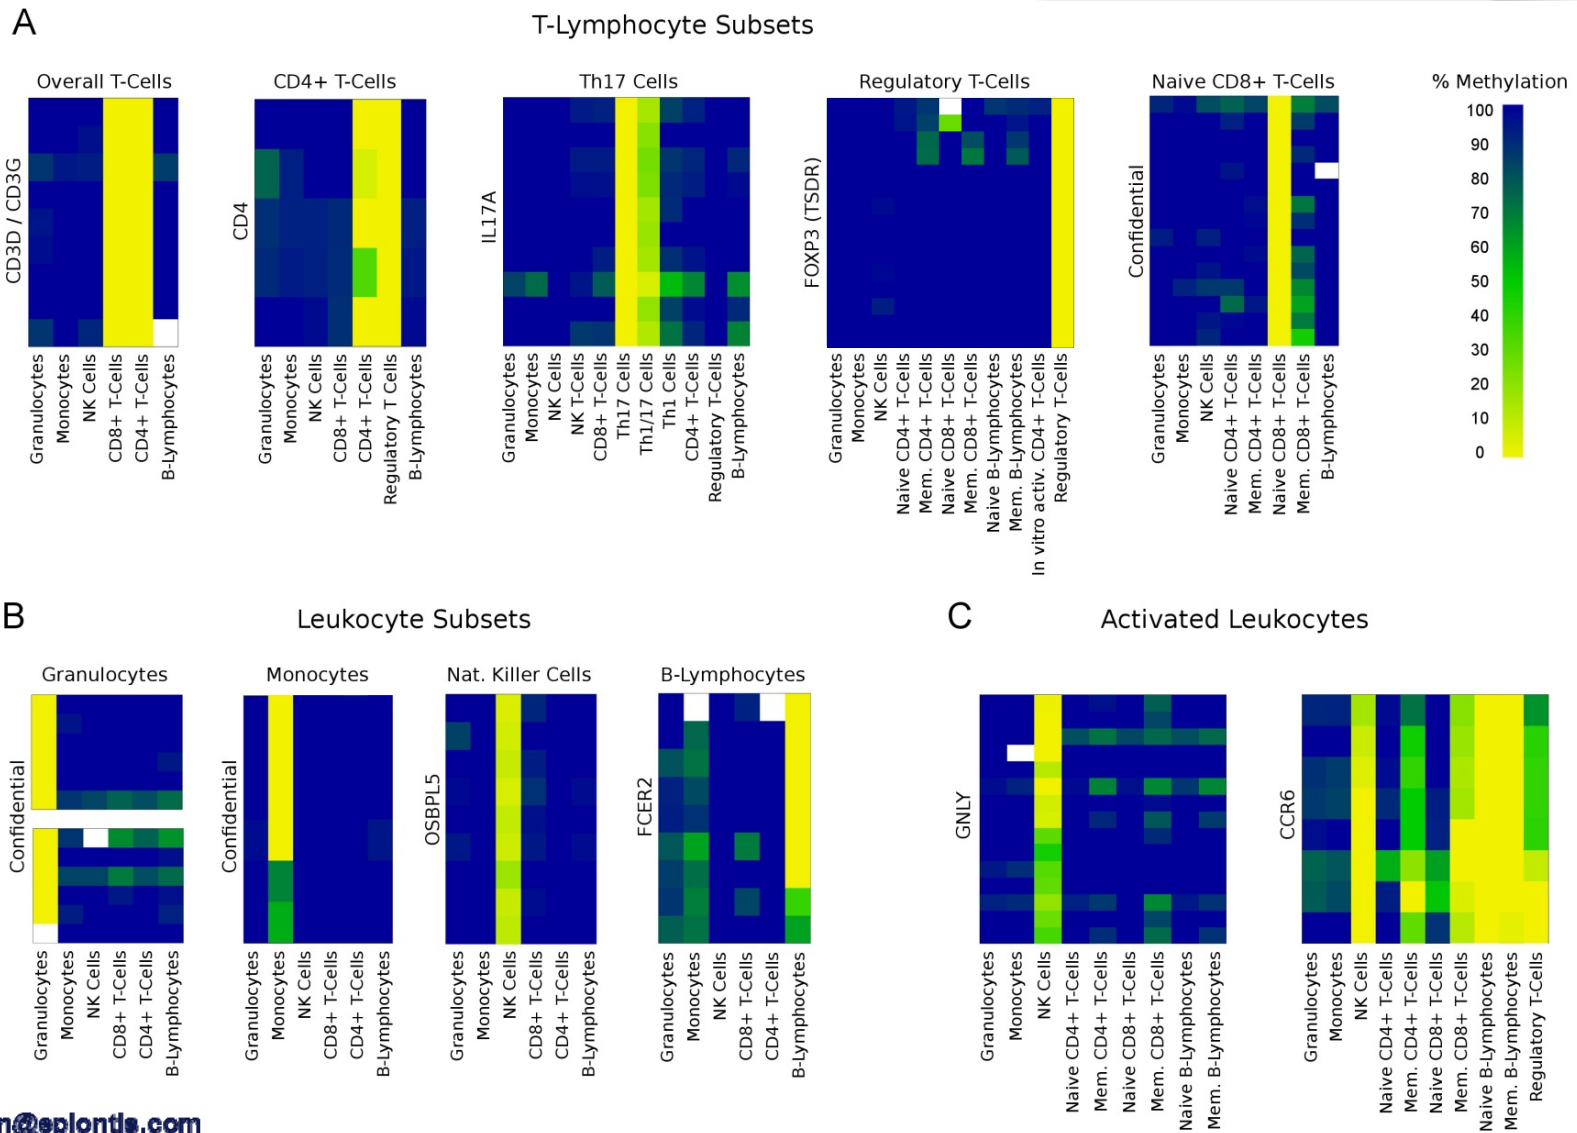 A
T-Lymphocyte Subsets
Overall T-Cells
CD3D / CD3G
Granulocytes
Monocytes
NK Cells
CD8+ T-Cells
CD4+ T-Cells
B-Lymphocytes
CD4+ T-Cells
CD4
Granulocytes
Monocytes
NK Cells
CD8+ T-Cells
CD4+ T-Cells
Regulatory T Cells
B-Lymphocytes
Th17 Cells
IL17A
Granulocytes
Monocytes
NK Cells
NK T-Cells
CD8+ T-Cells
Th17 Cells
Th1/17 Cells
Th1 Cells
CD4+ T-Cells
Regulatory T-Cells
B-Lymphocytes
Regulatory T-Cells
FOXP3 (TSDR)
Granulocytes
Monocytes
NK Cells
Naive CD4+ T-Cells
Mem. CD4+ T-Cells
Naive CD8+ T-Cells
Mem. CD8+ T-Cells
Naive B-Lymphocytes
Mem. B-Lymphocytes
In vitro activ. CD4+ T-Cells
Regulatory T-Cells
Naive CD8+ T-Cells
Confidential
Granulocytes
Monocytes
NK Cells
Naive CD4+ T-Cells
Mem. CD4+ T-Cells
Naive CD8+ T-Cells
Mem. CD8+ T-Cells
B-Lymphocytes
% Methylation
100
90
80
70
60
50
40
30
20
10
0
B
Leukocyte Subsets
Granulocytes
Confidential
Granulocytes
Monocytes
NK Cells
CD8+ T-Cells
CD4+ T-Cells
B-Lymphocytes
Monocytes
Confidential
Granulocytes
Monocytes
NK Cells
CD8+ T-Cells
CD4+ T-Cells
B-Lymphocytes
Nat. Killer Cells
OSBPL5
Granulocytes
Monocytes
NK Cells
CD8+ T-Cells
CD4+ T-Cells
B-Lymphocytes
B-Lymphocytes
FCER2
Granulocytes
Monocytes
NK Cells
CD8+ T-Cells
CD4+ T-Cells
B-Lymphocytes
C
Activated Leukocytes
GNLY
Granulocytes
Monocytes
NK Cells
Naive CD4+ T-Cells
Mem. CD4+ T-Cells
Naive CD8+ T-Cells
Mem. CD8+ T-Cells
Naive B-Lymphocytes
Mem. B-Lymphocytes
CCR6
Granulocytes
Monocytes
NK Cells
Naive CD4+ T-Cells
Mem. CD4+ T-Cells
Naive CD8+ T-Cells
Mem. CD8+ T-Cells
Naive B-Lymphocytes
Mem. B-Lymphocytes
Regulatory T-Cells